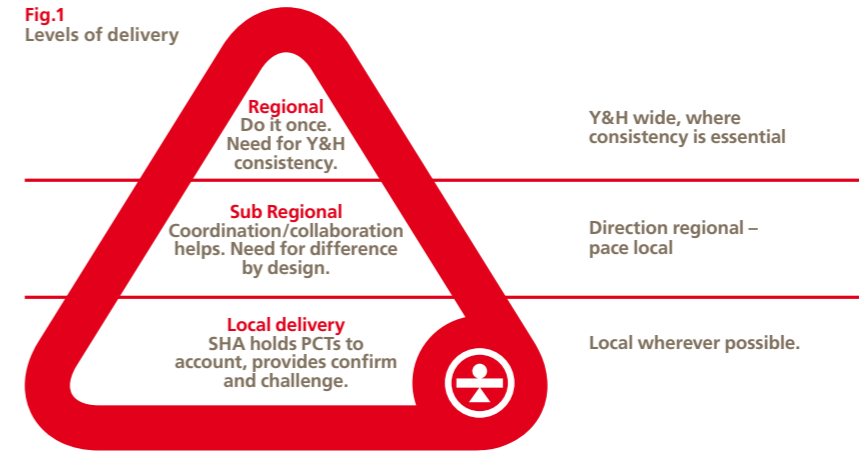 Fig.1
Levels of delivery
Regional
Do it once.
Need for Y&H
consistency.
Y&H wide, where
consistency is essential
Sub Regional
Coordination/collaboration
helps. Need for difference
by design.
Direction regional –
pace local
Local delivery
SHA holds PCTs to
account, provides confirm
and challenge.
Local wherever possible.